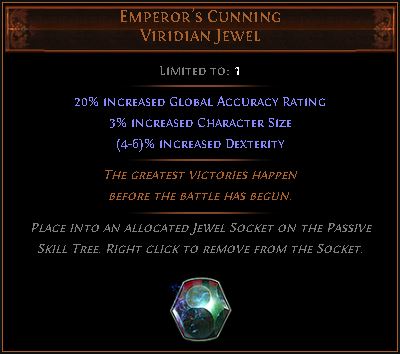 Emperor's Cunning
Viridian Jewel
Limited to: 1
20% increased Global Accuracy Rating
3% increased Character Size
(4-6)% increased Dexterity
The greatest victories happen
before the battle has begun.
Place into an allocated Jewel Socket on the Passive
Skill Tree. Right click to remove from the Socket.